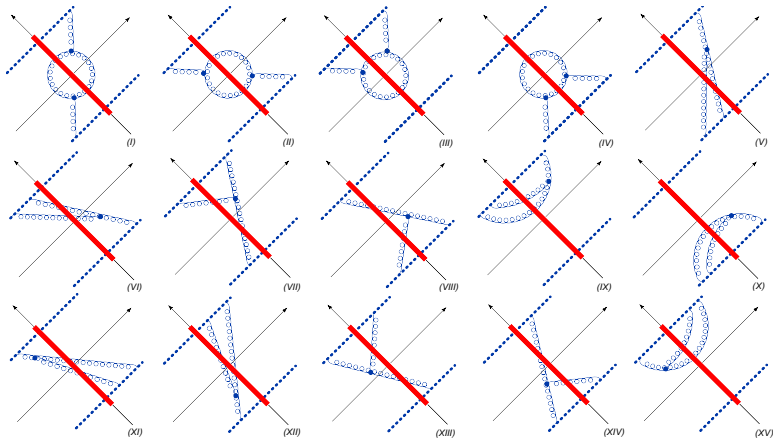 (I) (II) (III) (IV) (V)
(VI) (VII) (VIII) (IX) (X)
(XI) (XII) (XIII) (XIV) (XV)